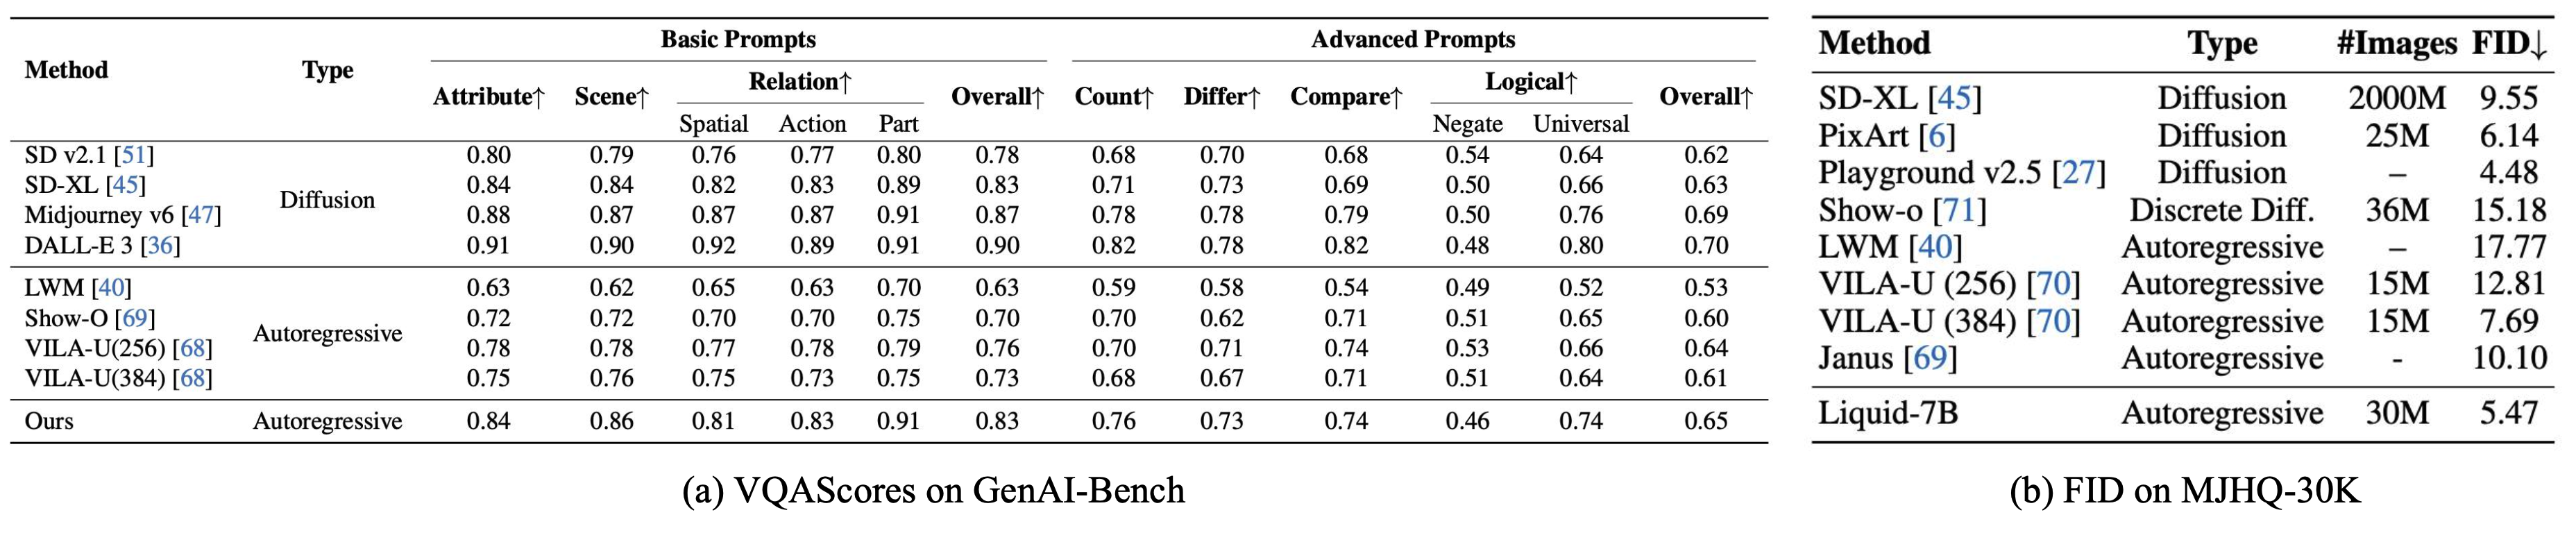 Method Type Basic Prompts Advanced Prompts
Attribute↑ Scene↑ Relation↑ Overall↑ Count↑ Differ↑ Compare↑ Logical↑ Overall↑
Spatial Action Part Negate Universal
SD v2.1 [51] 0.80 0.79 0.76 0.77 0.80 0.78 0.68 0.70 0.68 0.54 0.64 0.62
SD-XL [45] 0.84 0.84 0.82 0.83 0.89 0.83 0.71 0.73 0.69 0.50 0.66 0.63
Diffusion
Midjourney v6 [47] 0.88 0.87 0.87 0.87 0.91 0.87 0.78 0.78 0.79 0.50 0.76 0.69
DALL-E 3 [36] 0.91 0.90 0.92 0.89 0.91 0.90 0.82 0.78 0.82 0.48 0.80 0.70
LWM [40] 0.63 0.62 0.65 0.63 0.70 0.63 0.59 0.58 0.54 0.49 0.52 0.53
Show-O [69] 0.72 0.72 0.70 0.70 0.75 0.70 0.70 0.62 0.71 0.51 0.65 0.60
Autoregressive
VILA-U(256) [68] 0.78 0.78 0.77 0.78 0.79 0.76 0.70 0.71 0.74 0.53 0.66 0.64
VILA-U(384) [68] 0.75 0.76 0.75 0.73 0.75 0.73 0.68 0.67 0.71 0.51 0.64 0.61
Ours Autoregressive 0.84 0.86 0.81 0.83 0.91 0.83 0.76 0.73 0.74 0.46 0.74 0.65
(a) VQAScores on GenAI-Bench
Method Type #Images FID↓
SD-XL [45] Diffusion 2000M 9.55
PixArt [6] Diffusion 25M 6.14
Playground v2.5 [27] Diffusion – 4.48
Show-o [71] Discrete Diff. 36M 15.18
LWM [40] Autoregressive – 17.77
VILA-U (256) [70] Autoregressive 15M 12.81
VILA-U (384) [70] Autoregressive 15M 7.69
Janus [69] Autoregressive - 10.10
Liquid-7B Autoregressive 30M 5.47
(b) FID on MJHQ-30K